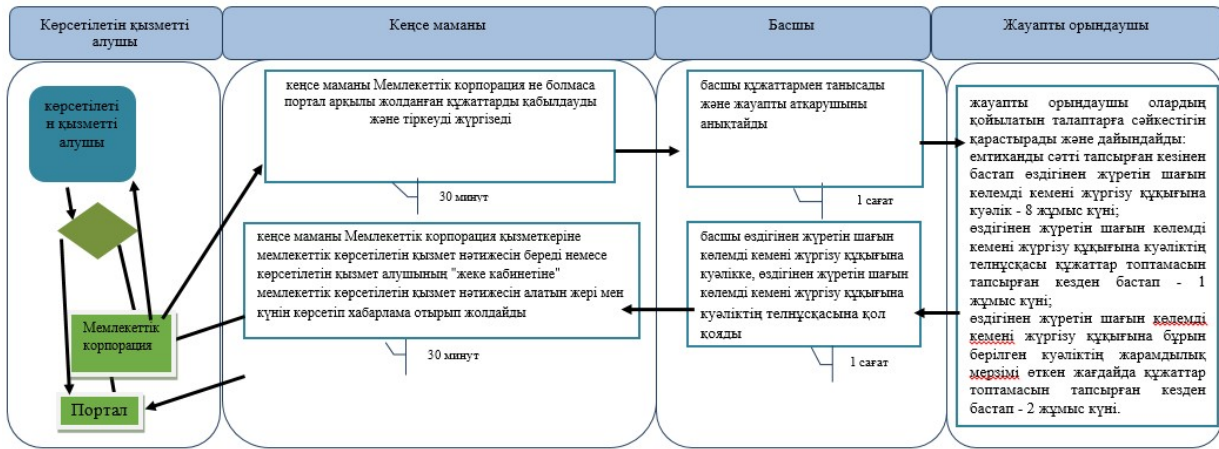 Көрсетілетін қызметті
алушы
Кеңсе маманы
Басшы
Жауапты орындаушы
көрсетілеті
н қызметті
алушы
Мемлекеттік
корпорация
Портал
кеңсе маманы Мемлекеттік корпорация не болмаса
портал арқылы жолданған құжаттарды қабылдауды
және тіркеуді жүргізеді
30 минут
кеңсе маманы Мемлекеттік корпорация қызметкеріне
мемлекеттік көрсетілетін қызмет нәтижесін береді немесе
көрсетілетін қызмет алушының "жеке кабинетіне"
мемлекеттік көрсетілетін қызмет нәтижесін алатын жері мен
күнін көрсетіп хабарлама отырып жолдайды
30 минут
басшы құжаттармен танысады
және жауапты атқарушыны
анықтайды
1 сағат
басшы өздігінен жүретін шағын
көлемді кемені жүргізу құқығына
куәлікке, өздігінен жүретін шағын
көлемді кемені жүргізу құқығына
куәліктің телнұсқасына қол
қояды
1 сағат
жауапты орындаушы олардың
қойылатын талаптарға сәйкестігін
қарастырады және дайындайды:
емтиханды сәтті тапсырған кезінен
бастап өздігінен жүретін шағын
көлемді кемені жүргізу құқығына
куәлік - 8 жұмыс күні;
өздігінен жүретін шағын көлемді
кемені жүргізу құқығына куәліктің
телнұсқасы құжаттар топтамасын
тапсырған кезден бастап - 1
жұмыс күні;
өздігінен жүретін шағын көлемді
кемені жүргізу құқығына бұрын
берілген куәліктің жарамдылық
мерзімі өткен жағдайда құжаттар
топтамасын тапсырған кезден
бастап - 2 жұмыс күні.